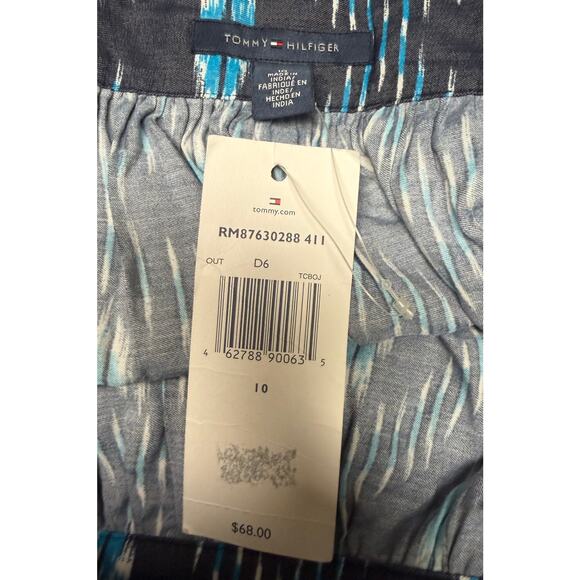 TOMMY HILFIGER
10
MADE IN
INDIA/
FABRIQUÉ EN
INDE/
HECHO EN
INDIA
tommy.com
RM87630288 411
OUT D6
TCBOJ
4 62788 90063 5
10
$68.00